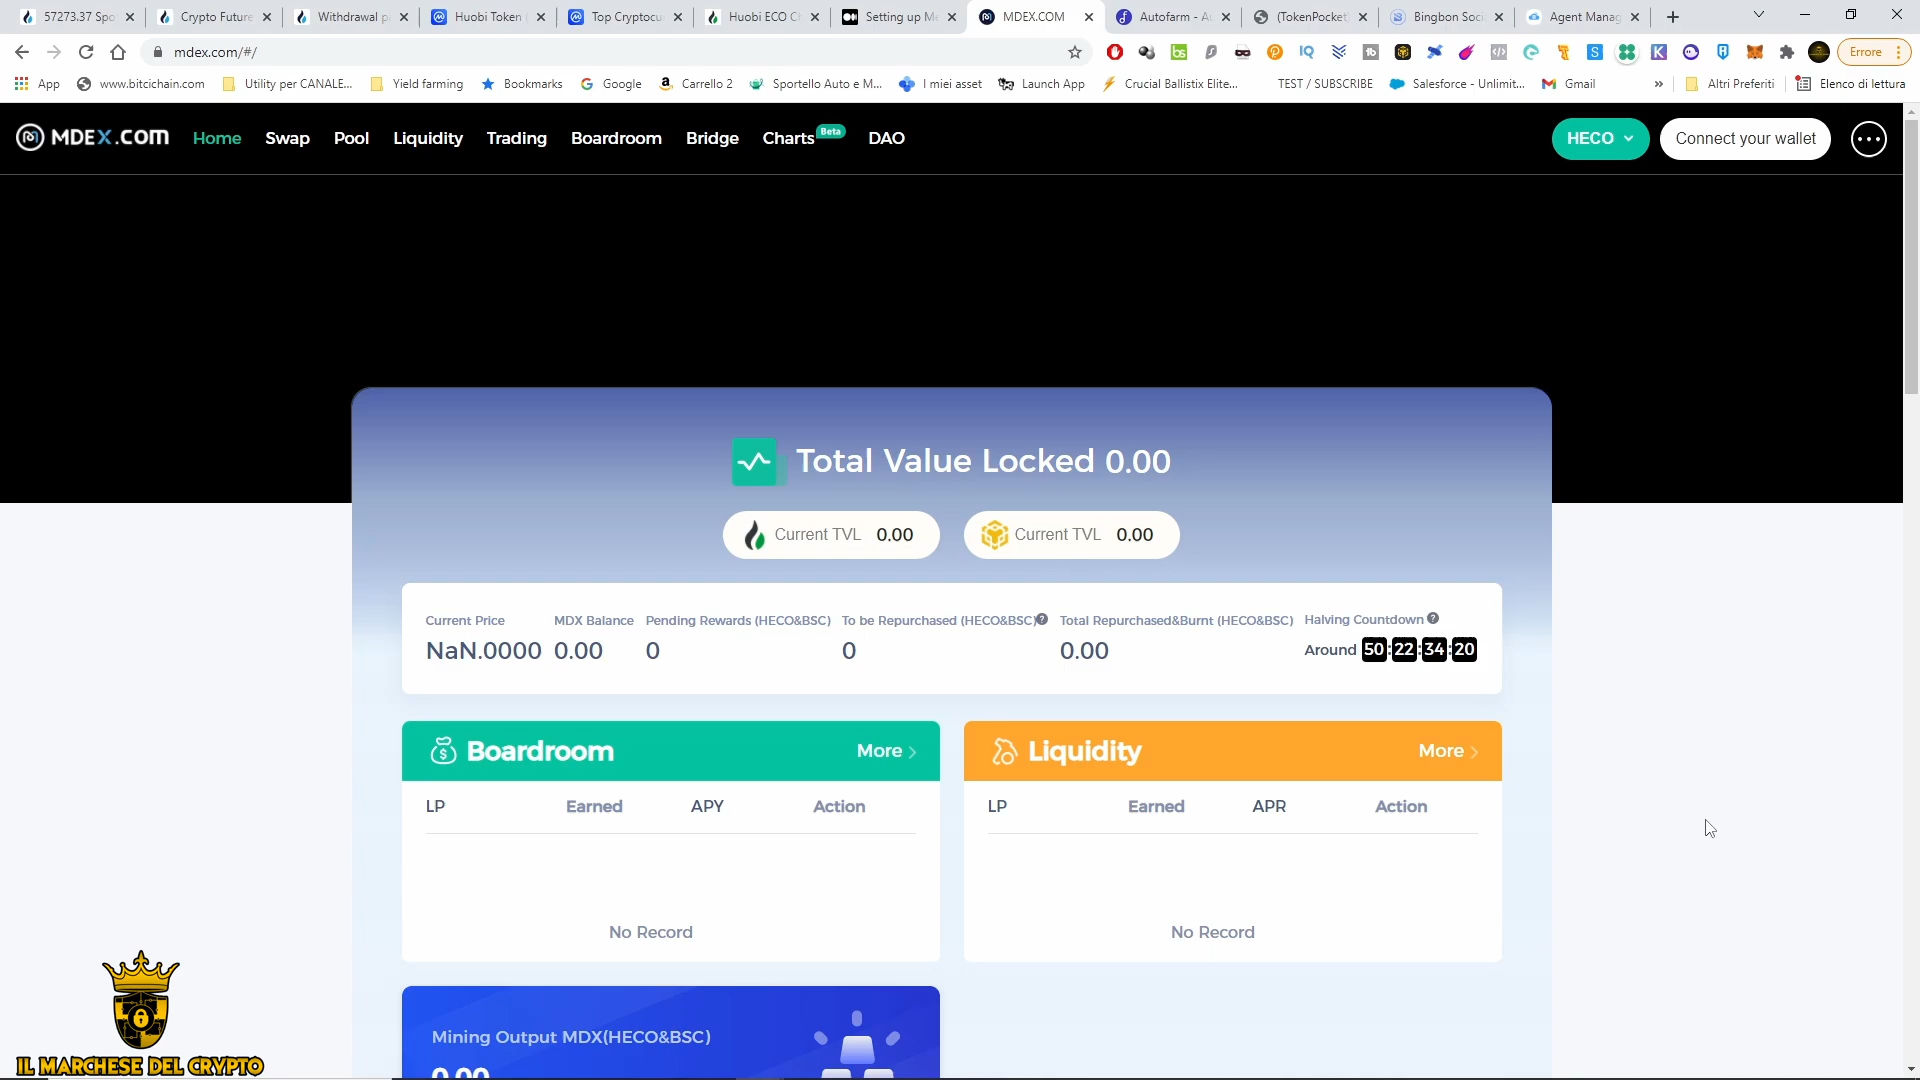 57273.37 Spo
Crypto Future
Withdrawal p
Huobi Token
Top Cryptocu
Huobi ECO Ch
Setting up Me
MDEX.COM
Autofarm - Au
(TokenPocket)
Bingbon Soci
Agent Manag
mdex.com/#/
Errore
App
www.bitcichain.com
Utility per CANALE...
Yield farming
Bookmarks
Google
Carrello 2
Sportello Auto e M...
I miei asset
Launch App
Crucial Ballistix Elite...
TEST / SUBSCRIBE
Salesforce - Unlimit...
Gmail
»
Altri Preferiti
Elenco di lettura
MDEX.COM
Home
Swap
Pool
Liquidity
Trading
Boardroom
Bridge
Charts Beta
DAO
HECO
Connect your wallet
Total Value Locked 0.00
Current TVL 0.00
Current TVL 0.00
Current Price
MDX Balance
Pending Rewards (HECO&BSC)
To be Repurchased (HECO&BSC)
Total Repurchased&Burnt (HECO&BSC)
Halving Countdown
NaN.0000
0.00
0
0
0.00
Around 50:22:34:20
Boardroom
More
LP Earned APY Action
No Record
Liquidity
More
LP Earned APR Action
No Record
Mining Output MDX(HECO&BSC)
0.00
IL MARCHESE DEL CRYPTO